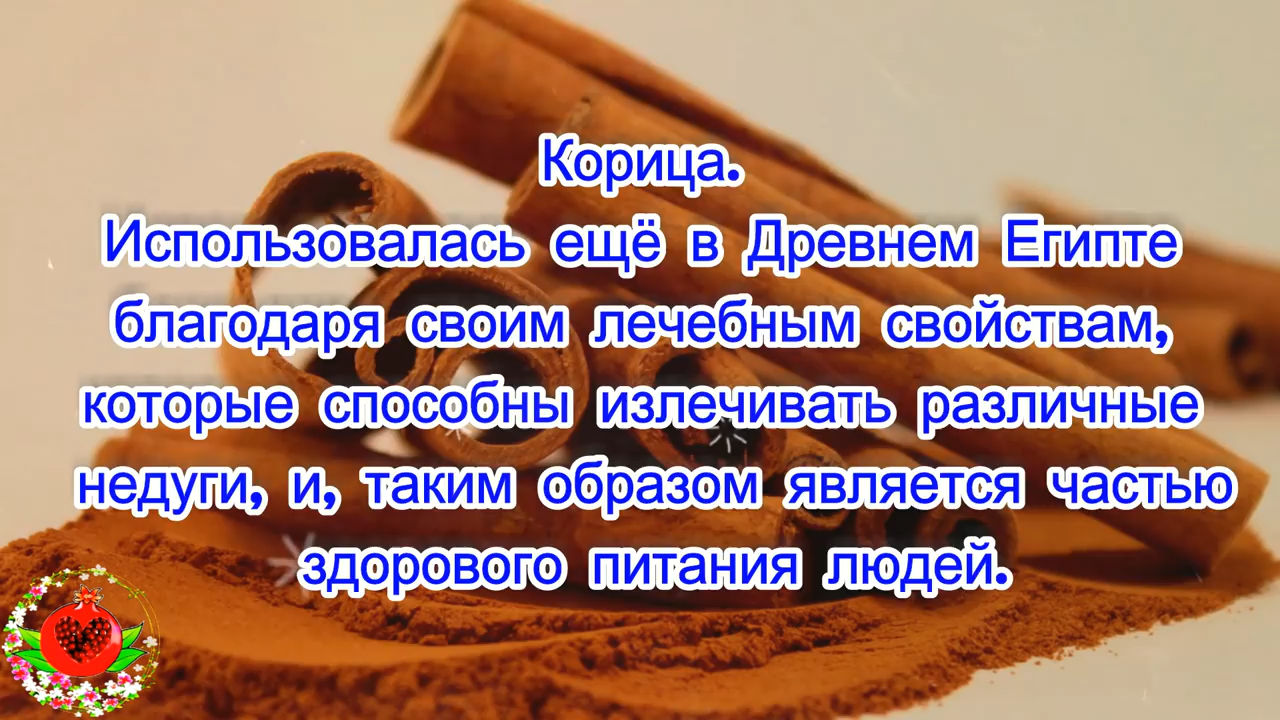 Корица.
Использовалась ещё в Древнем Египте
благодаря своим лечебным свойствам,
которые способны излечивать различные
недуги, и, таким образом является частью
здорового питания людей.